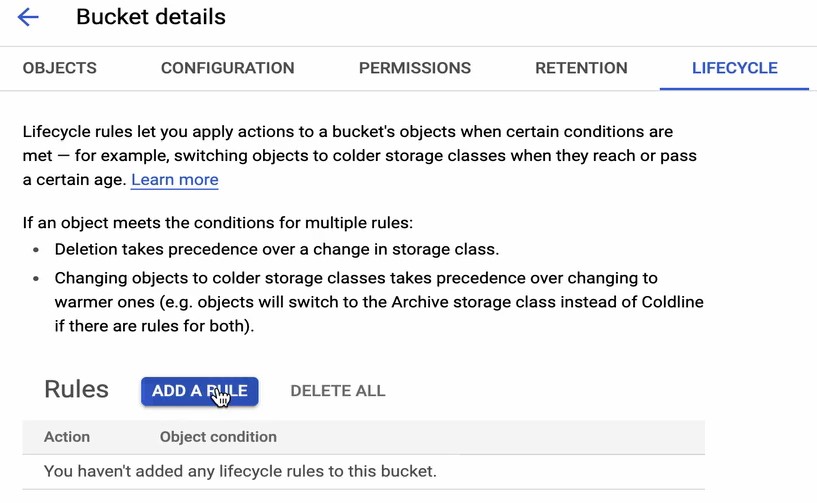 Bucket details
OBJECTS CONFIGURATION PERMISSIONS RETENTION LIFECYCLE
Lifecycle rules let you apply actions to a bucket's objects when certain conditions are
met — for example, switching objects to colder storage classes when they reach or pass
a certain age. Learn more
If an object meets the conditions for multiple rules:
• Deletion takes precedence over a change in storage class.
• Changing objects to colder storage classes takes precedence over changing to
warmer ones (e.g. objects will switch to the Archive storage class instead of Coldline
if there are rules for both).
Rules ADD A RULE DELETE ALL
Action Object condition
You haven't added any lifecycle rules to this bucket.